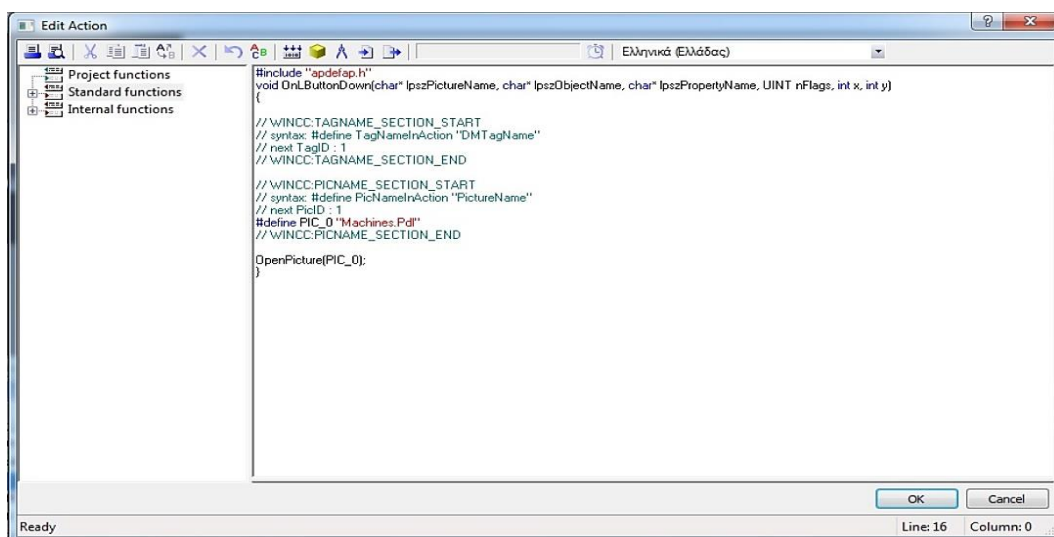 Edit Action
Ελληνικά (Ελλάδας)
Project functions
Standard functions
Internal functions
#include "apdefap.h"
void OnLButtonDown(char* lpszPictureName, char* lpszObjectName, char* lpszPropertyName, UINT nFlags, int x, int y)
{
// WINCC:TAGNAME_SECTION_START
// syntax: #define TagNameInAction "DMTagName"
// next TagID : 1
// WINCC:TAGNAME_SECTION_END
// WINCC:PICNAME_SECTION_START
// syntax: #define PicNameInAction "PictureName"
// next PicID : 1
#define PIC_0 "Machines.Pdl"
// WINCC:PICNAME_SECTION_END
OpenPicture(PIC_0);
}
OK
Cancel
Ready
Line: 16
Column: 0